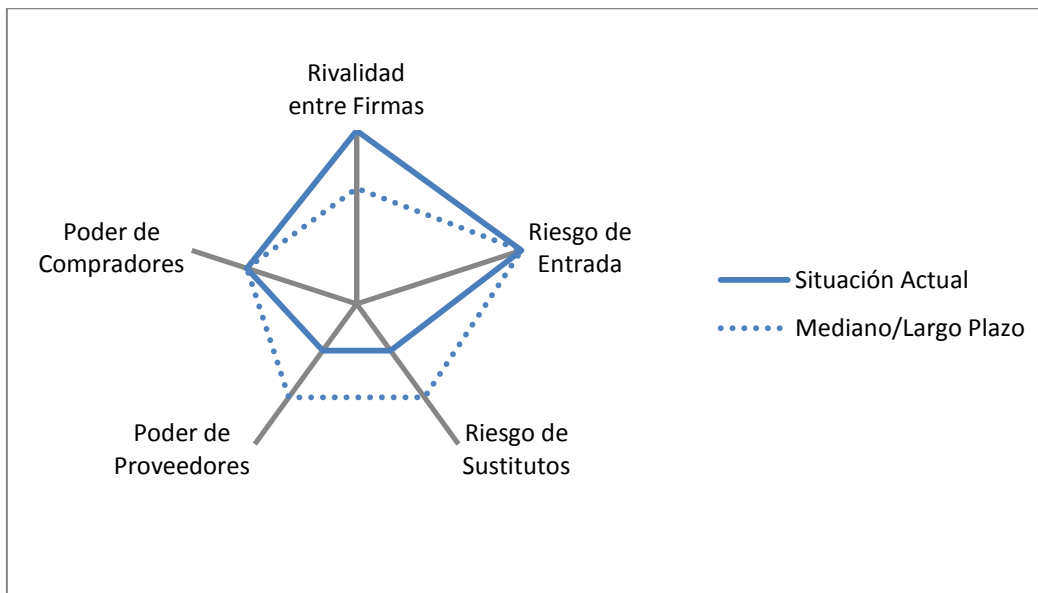 Rivalidad
entre Firmas
Riesgo de
Entrada
Riesgo de
Sustitutos
Poder de
Proveedores
Poder de
Compradores
Situación Actual
Mediano/Largo Plazo